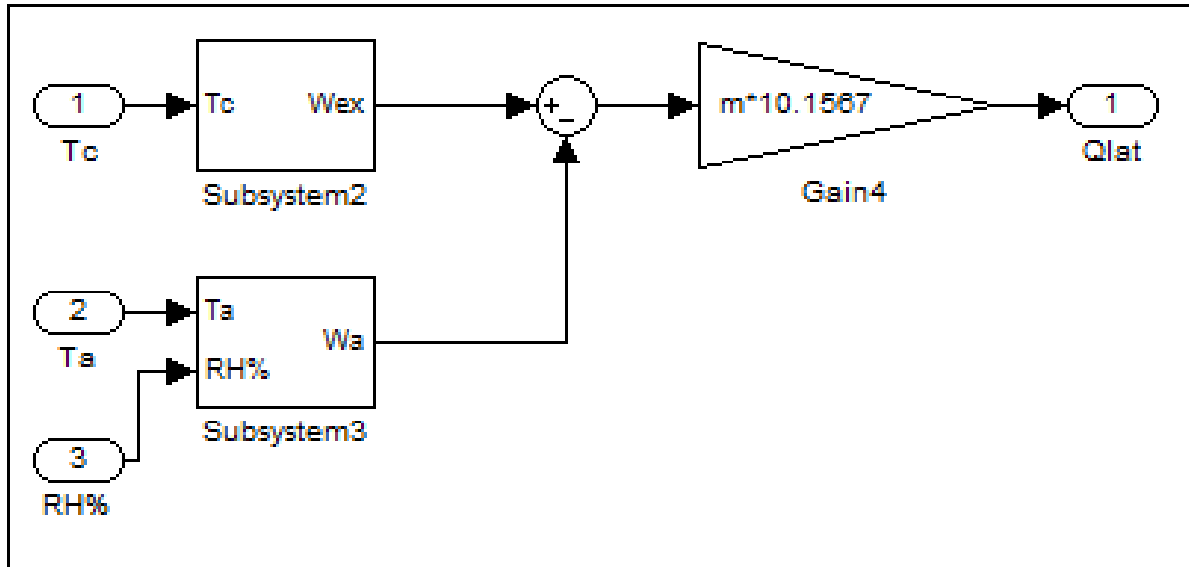 1
Tc
Tc
Wex
Subsystem2
+
−
m*10.1567
Gain4
1
Qlat
2
Ta
Ta
RH%
Wa
Subsystem3
3
RH%